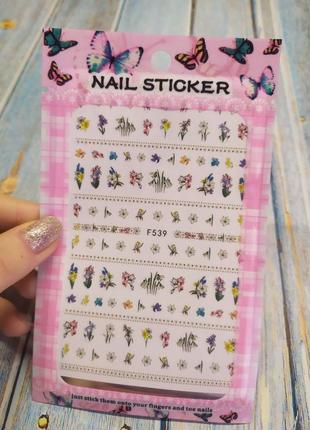 NAIL STICKER
F539
Just stick them onto your fingers and toe nails